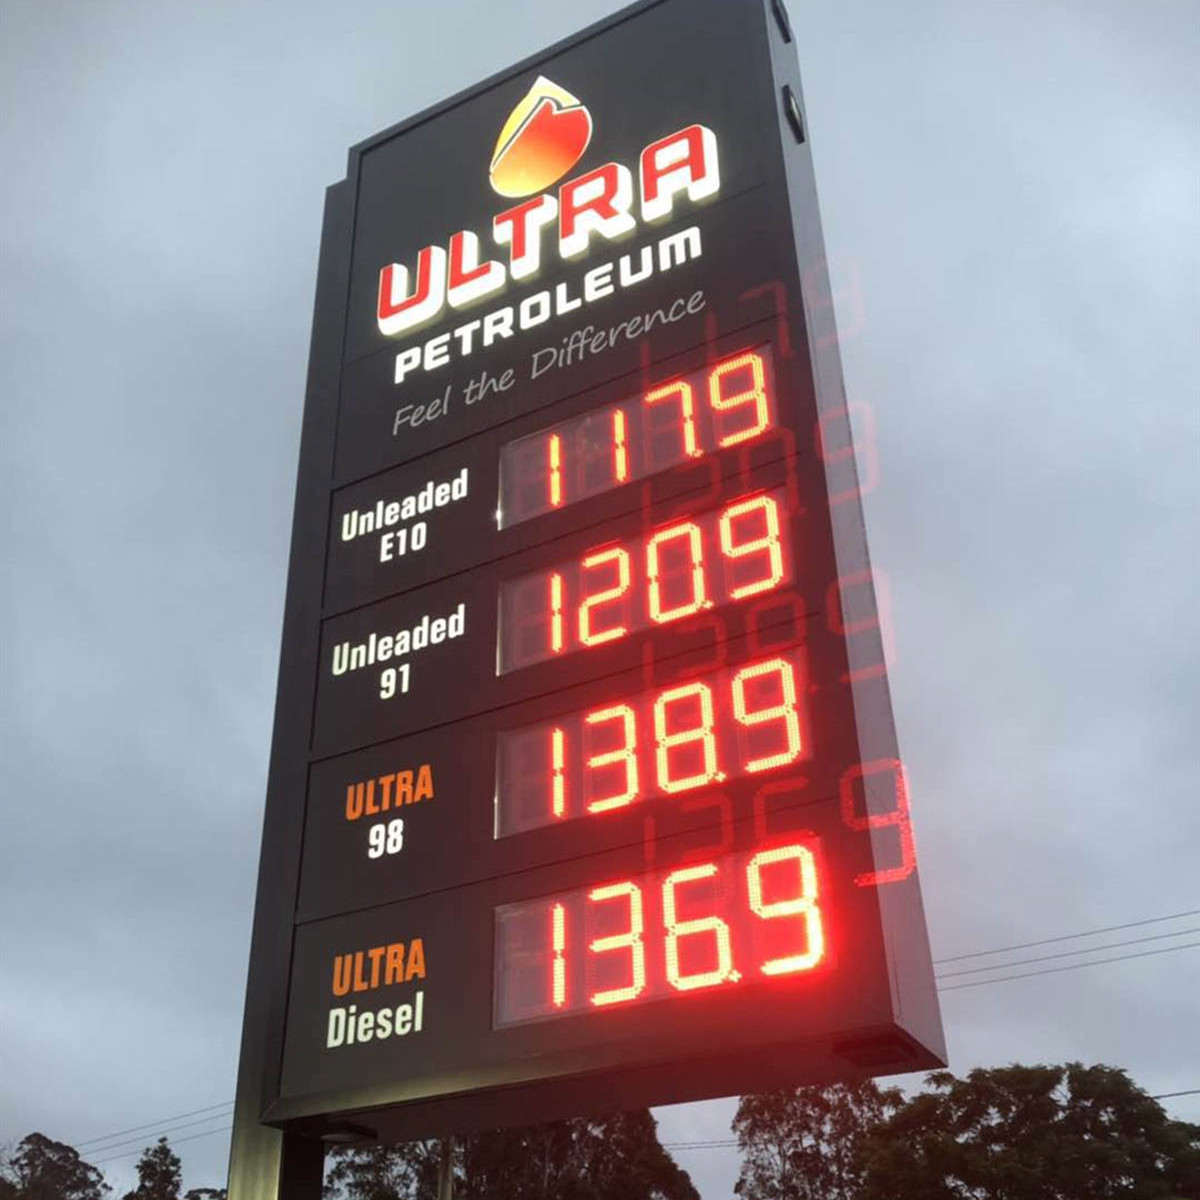 ULTRA
PETROLEUM
Feel the Difference
Unleaded
E10
117.9
Unleaded
91
120.9
ULTRA
98
138.9
ULTRA
Diesel
136.9